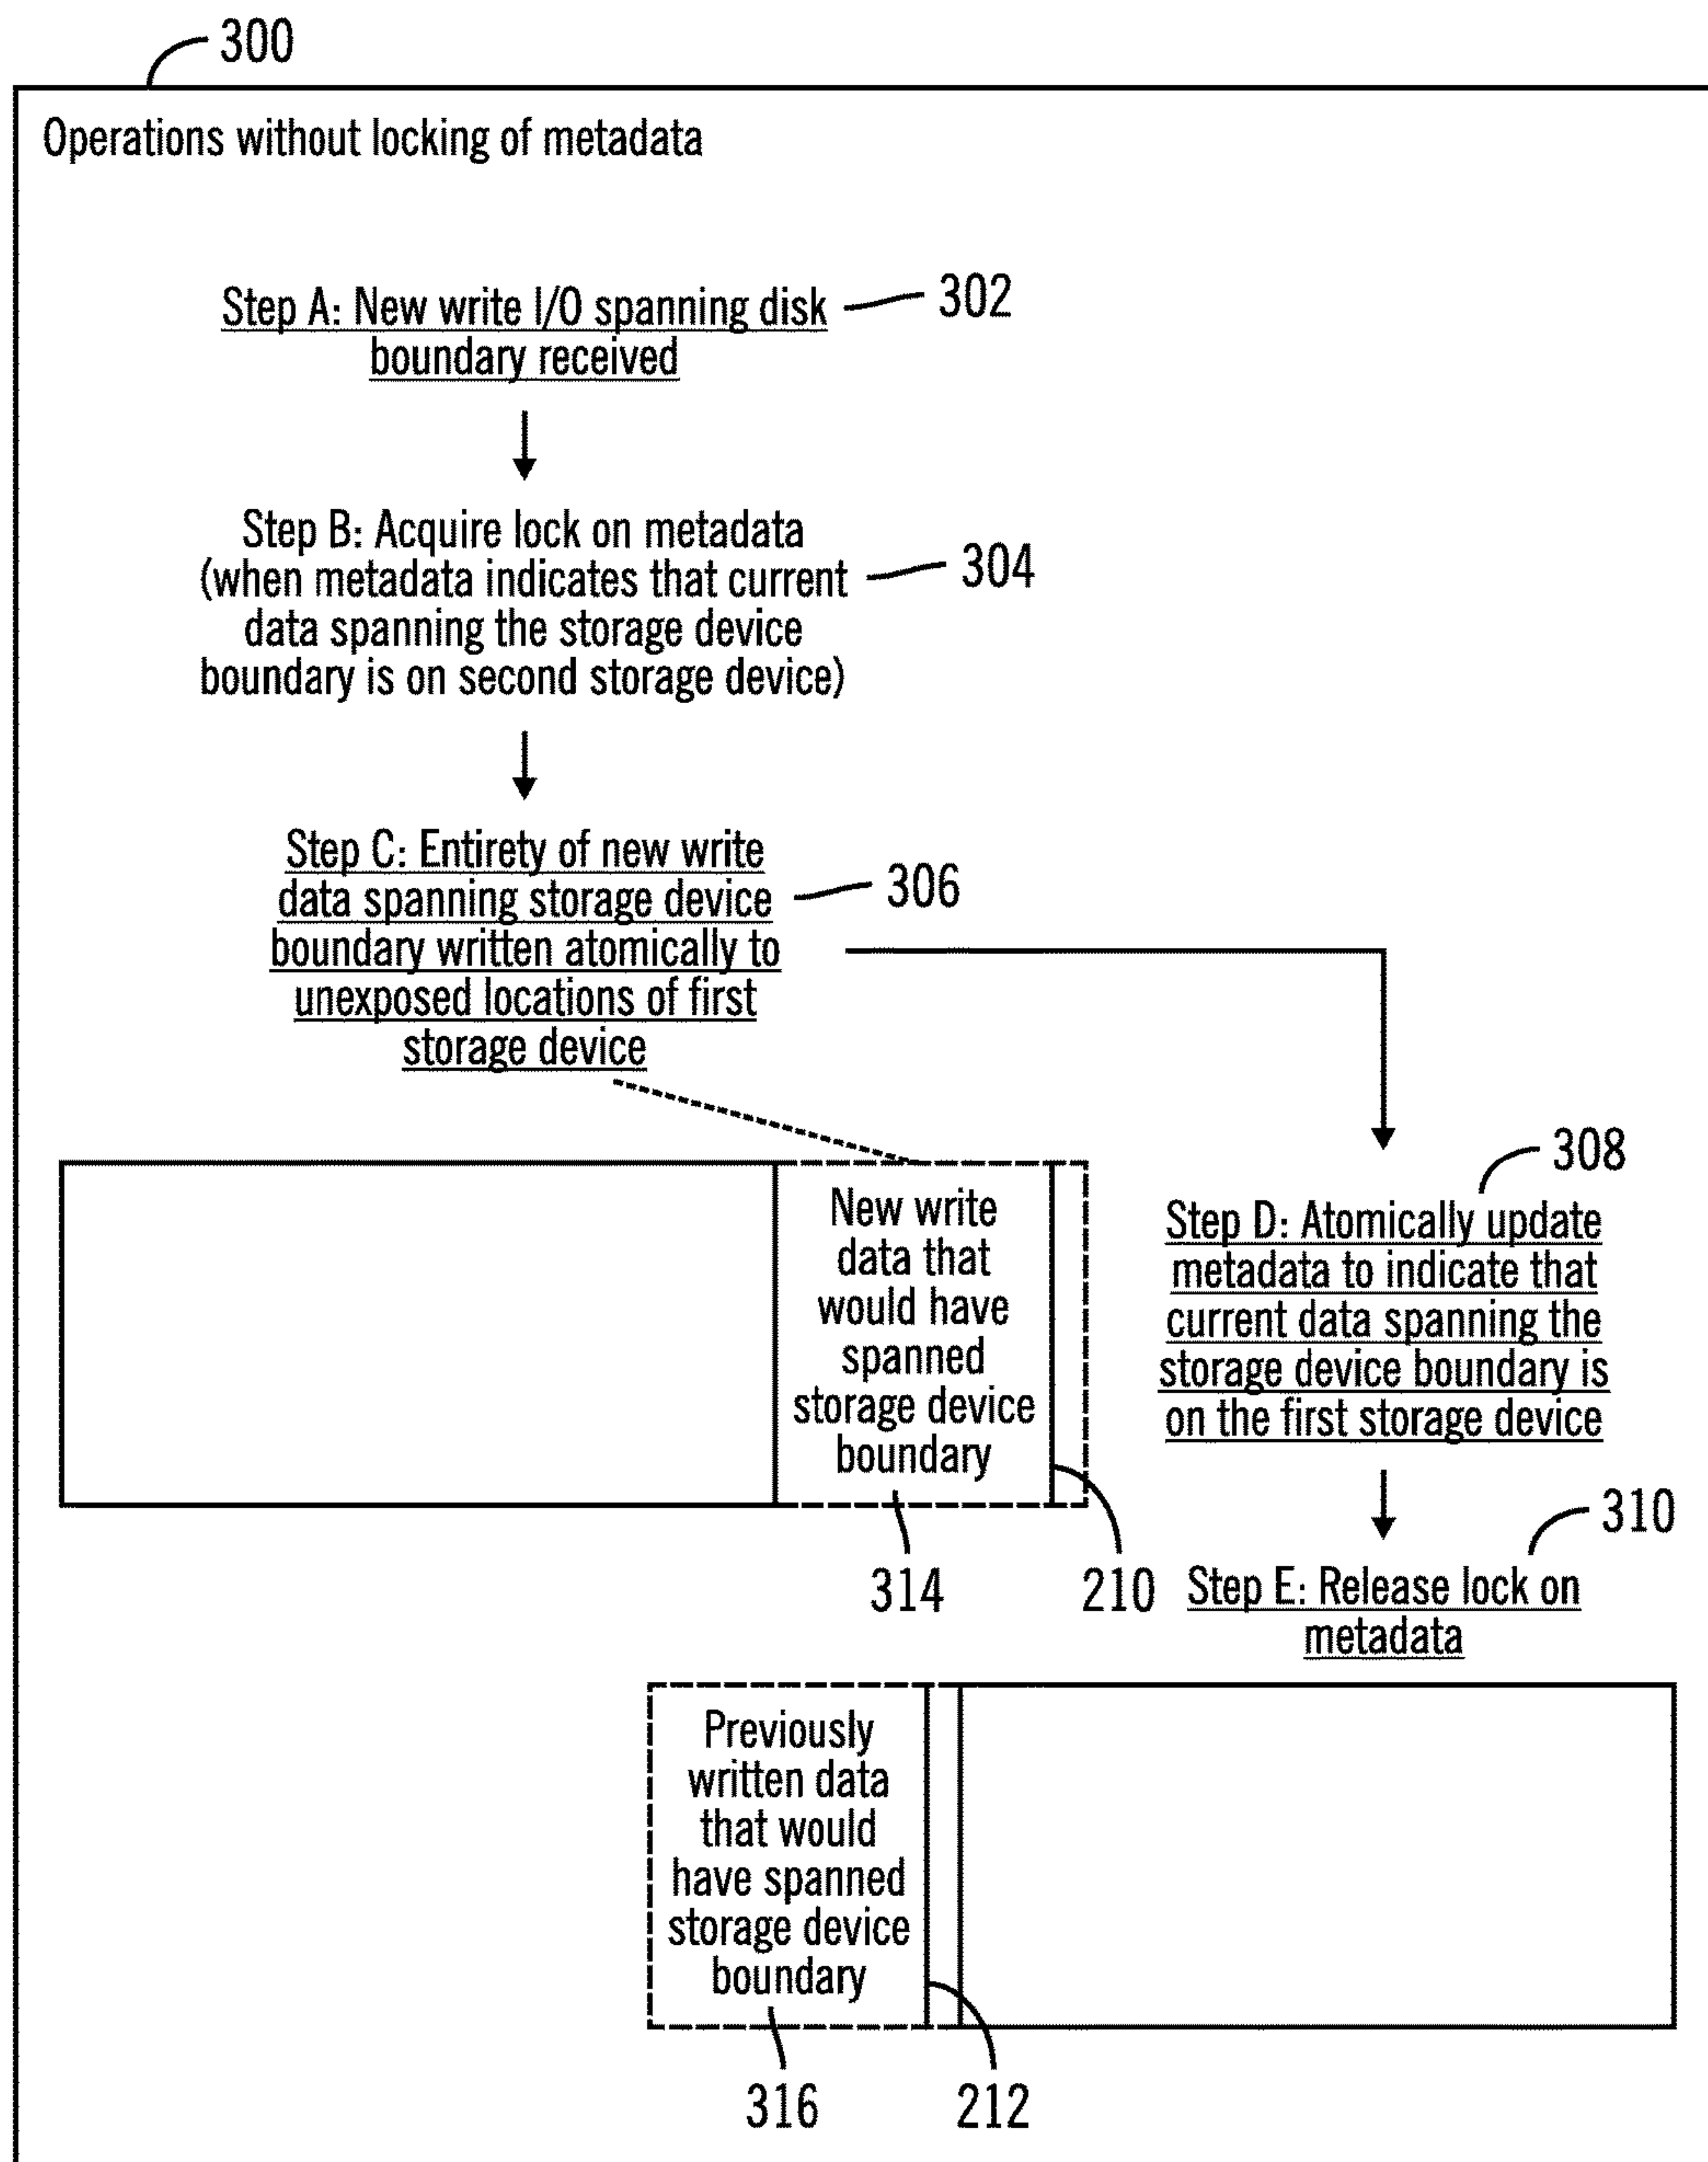 300
Operations without locking of metadata
Step A: New write I/O spanning disk
boundary received
302
Step B: Acquire lock on metadata
(when metadata indicates that current
data spanning the storage device
boundary is on second storage device)
304
Step C: Entirety of new write
data spanning storage device
boundary written atomically to
unexposed locations of first
storage device
306
New write
data that
would have
spanned
storage device
boundary
314
210
308
Step D: Atomically update
metadata to indicate that
current data spanning the
storage device boundary is
on the first storage device
310
Step E: Release lock on
metadata
Previously
written data
that would
have spanned
storage device
boundary
316
212